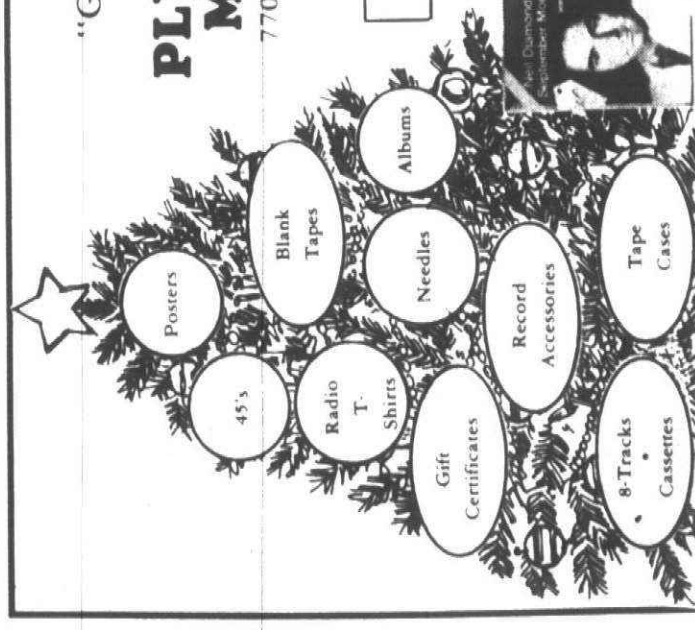 "G
PL
M
770
Posters
45's
Blank
Tapes
Radio
T-
Shirts
Albums
Needles
Gift
Certificates
Record
Accessories
8-Tracks
•
Cassettes
Tape
Cases
Neil Diamond
September Mo